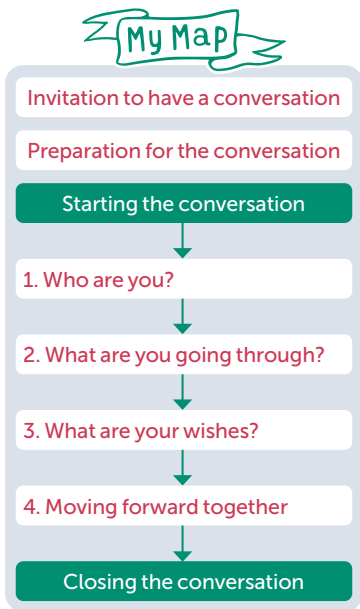 My Map
Invitation to have a conversation
Preparation for the conversation
Starting the conversation
1. Who are you?
2. What are you going through?
3. What are your wishes?
4. Moving forward together
Closing the conversation